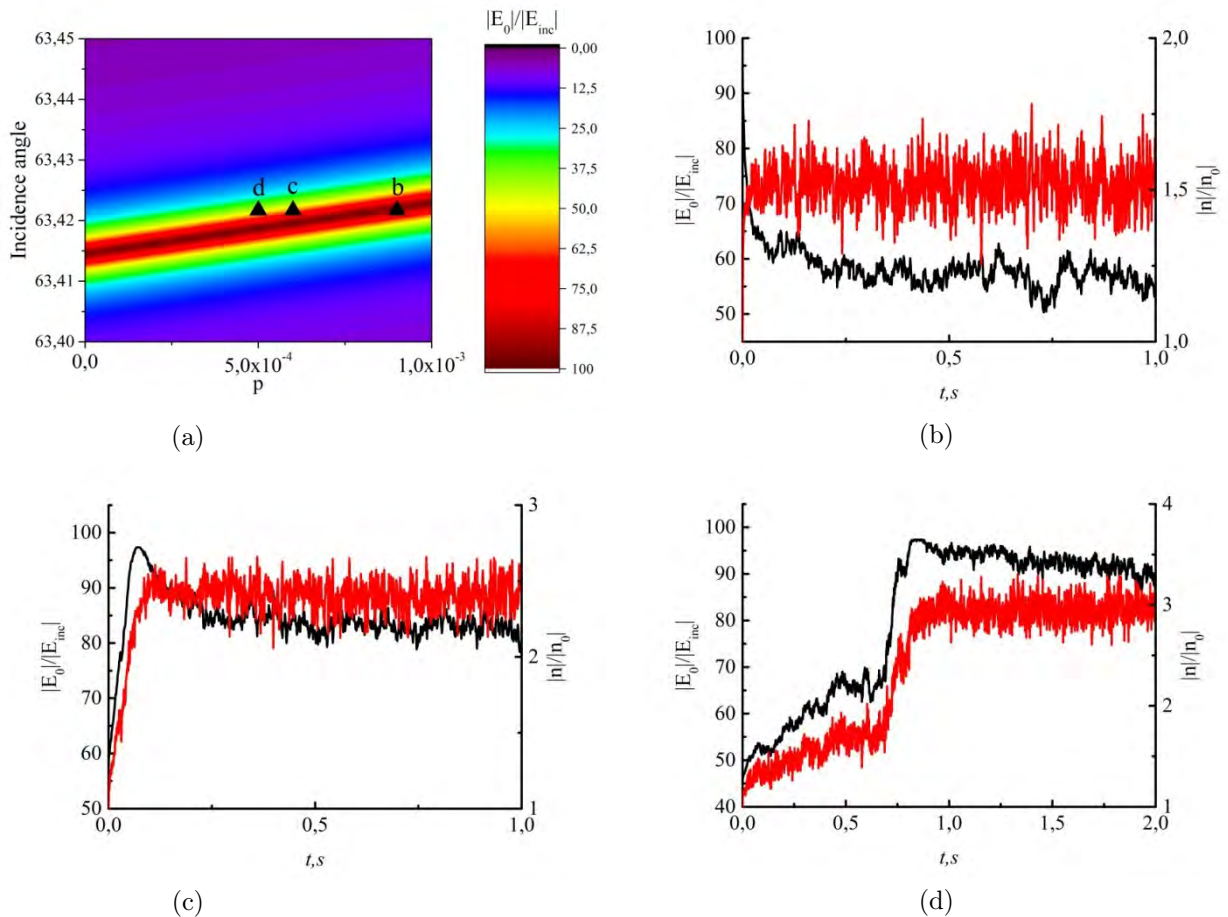 |E₀|/|E_inc|
63,45
63,44
63,43
63,42
63,41
63,40
Incidence angle
d
c
b
0,0
5,0x10⁻⁴
1,0x10⁻³
p
0,00
12,5
25,0
37,5
50,0
62,5
75,0
87,5
100
(a)
100
90
80
70
60
50
|E₀|/|E_inc|
2,0
1,5
1,0
|n|/|n₀|
0,0
0,5
1,0
t,s
(b)
100
90
80
70
60
50
|E₀|/|E_inc|
3
2
1
|n|/|n₀|
0,0
0,5
1,0
t,s
(c)
100
90
80
70
60
50
40
|E₀|/|E_inc|
4
3
2
1
|n|/|n₀|
0,0
0,5
1,0
1,5
2,0
t,s
(d)